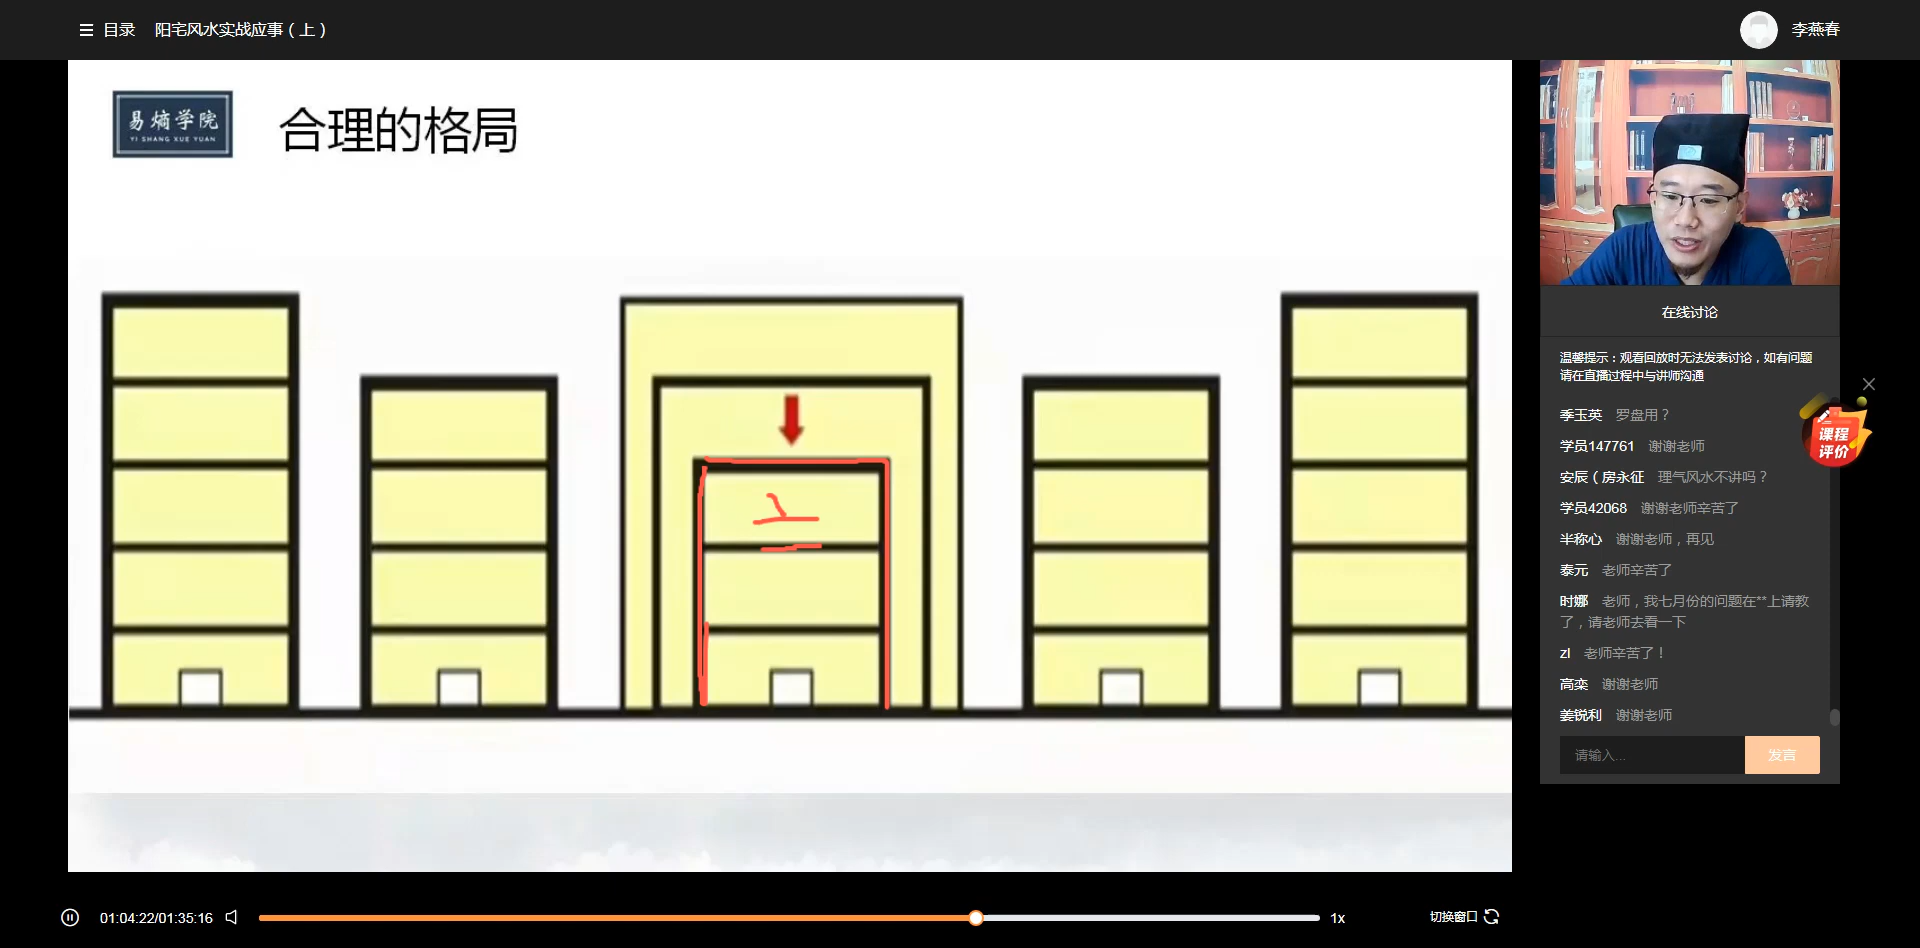 目录 阳宅风水实战应事（上）
李燕春
易熵学院
YI SHANG XUE YUAN
合理的格局
在线讨论
温馨提示：观看回放时无法发表讨论，如有问题
请在直播过程中与讲师沟通
季玉英 罗盘用？
学员147761 谢谢老师
安辰（房永征 理气风水不讲吗？
学员42068 谢谢老师辛苦了
半称心 谢谢老师，再见
泰元 老师辛苦了
时娜 老师，我七月份的问题在**上请教
了，请老师去看一下
zl 老师辛苦了！
高栾 谢谢老师
姜锐利 谢谢老师
请输入... 发言
课程
评价
01:04:22/01:35:16 1x 切换窗口